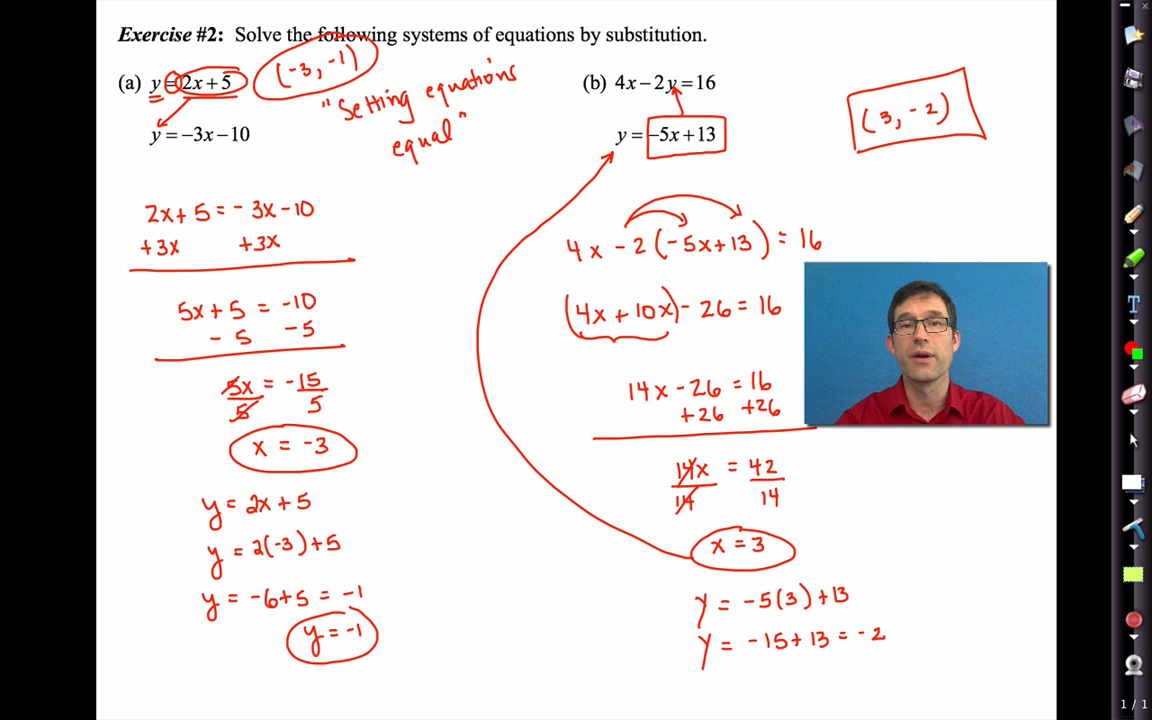 Exercise #2: Solve the following systems of equations by substitution.
(a) y = 2x + 5
(-3, -1)
"Setting equations
equal"
y = -3x - 10
2x + 5 = - 3x - 10
+3x +3x
5x + 5 = -10
- 5 -5
5x/5 = -15/5
x = -3
y = 2x + 5
y = 2(-3) + 5
y = -6+5 = -1
y = -1
(b) 4x - 2y = 16
(3, -2)
y = -5x + 13
4x - 2(-5x+13) = 16
(4x + 10x) - 26 = 16
14x - 26 = 16
+26 +26
14x/14 = 42/14
x = 3
y = -5(3) + 13
y = -15 + 13 = -2
T
1 / 1